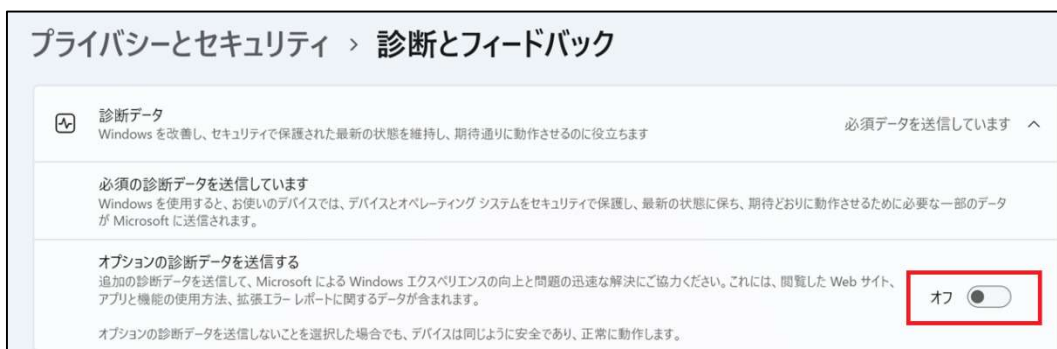 プライバシーとセキュリティ › 診断とフィードバック
診断データ
Windows を改善し、セキュリティで保護された最新の状態を維持し、期待通りに動作させるのに役立ちます
必須データを送信しています
必須の診断データを送信しています
Windows を使用すると、お使いのデバイスでは、デバイスとオペレーティング システムをセキュリティで保護し、最新の状態に保ち、期待どおりに動作させるために必要な一部のデータ
が Microsoft に送信されます。
オプションの診断データを送信する
追加の診断データを送信して、Microsoft による Windows エクスペリエンスの向上と問題の迅速な解決にご協力ください。これには、閲覧した Web サイト、
アプリと機能の使用方法、拡張エラー レポートに関するデータが含まれます。
オフ
オプションの診断データを送信しないことを選択した場合でも、デバイスは同じように安全であり、正常に動作します。